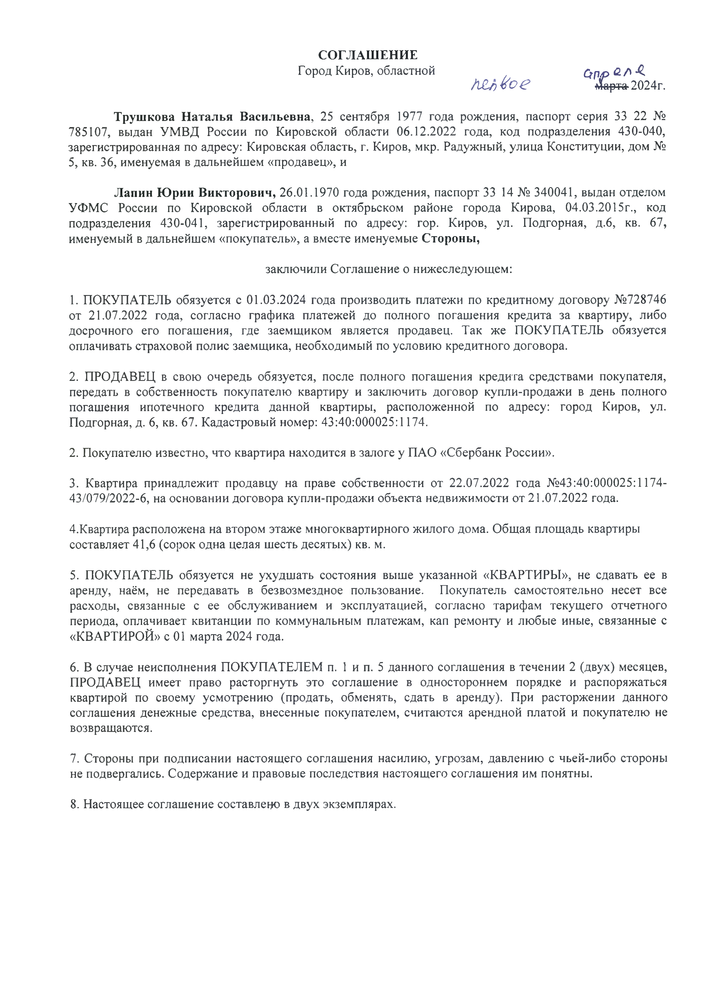 СОГЛАШЕНИЕ
Город Киров, областной
первое апреле
марта 2024г.
Трушкова Наталья Васильевна, 25 сентября 1977 года рождения, паспорт серия 33 22 №
785107, выдан УМВД России по Кировской области 06.12.2022 года, код подразделения 430-040,
зарегистрированная по адресу: Кировская область, г. Киров, мкр. Радужный, улица Конституции, дом №
5, кв. 36, именуемая в дальнейшем «продавец», и
Лапин Юрии Викторович, 26.01.1970 года рождения, паспорт 33 14 № 340041, выдан отделом
УФМС России по Кировской области в октябрьском районе города Кирова, 04.03.2015г., код
подразделения 430-041, зарегистрированный по адресу: гор. Киров, ул. Подгорная, д.6, кв. 67,
именуемый в дальнейшем «покупатель», а вместе именуемые Стороны,
заключили Соглашение о нижеследующем:
1. ПОКУПАТЕЛЬ обязуется с 01.03.2024 года производить платежи по кредитному договору №728746
от 21.07.2022 года, согласно графика платежей до полного погашения кредита за квартиру, либо
досрочного его погашения, где заемщиком является продавец. Так же ПОКУПАТЕЛЬ обязуется
оплачивать страховой полис заемщика, необходимый по условию кредитного договора.
2. ПРОДАВЕЦ в свою очередь обязуется, после полного погашения кредита средствами покупателя,
передать в собственность покупателю квартиру и заключить договор купли-продажи в день полного
погашения ипотечного кредита данной квартиры, расположенной по адресу: город Киров, ул.
Подгорная, д. 6, кв. 67. Кадастровый номер: 43:40:000025:1174.
2. Покупателю известно, что квартира находится в залоге у ПАО «Сбербанк России».
3. Квартира принадлежит продавцу на праве собственности от 22.07.2022 года №43:40:000025:1174-
43/079/2022-6, на основании договора купли-продажи объекта недвижимости от 21.07.2022 года.
4.Квартира расположена на втором этаже многоквартирного жилого дома. Общая площадь квартиры
составляет 41,6 (сорок одна целая шесть десятых) кв. м.
5. ПОКУПАТЕЛЬ обязуется не ухудшать состояния выше указанной «КВАРТИРЫ», не сдавать ее в
аренду, наём, не передавать в безвозмездное пользование. Покупатель самостоятельно несет все
расходы, связанные с ее обслуживанием и эксплуатацией, согласно тарифам текущего отчетного
периода, оплачивает квитанции по коммунальным платежам, кап ремонту и любые иные, связанные с
«КВАРТИРОЙ» с 01 марта 2024 года.
6. В случае неисполнения ПОКУПАТЕЛЕМ п. 1 и п. 5 данного соглашения в течении 2 (двух) месяцев,
ПРОДАВЕЦ имеет право расторгнуть это соглашение в одностороннем порядке и распоряжаться
квартирой по своему усмотрению (продать, обменять, сдать в аренду). При расторжении данного
соглашения денежные средства, внесенные покупателем, считаются арендной платой и покупателю не
возвращаются.
7. Стороны при подписании настоящего соглашения насилию, угрозам, давлению с чьей-либо стороны
не подвергались. Содержание и правовые последствия настоящего соглашения им понятны.
8. Настоящее соглашение составлено в двух экземплярах.